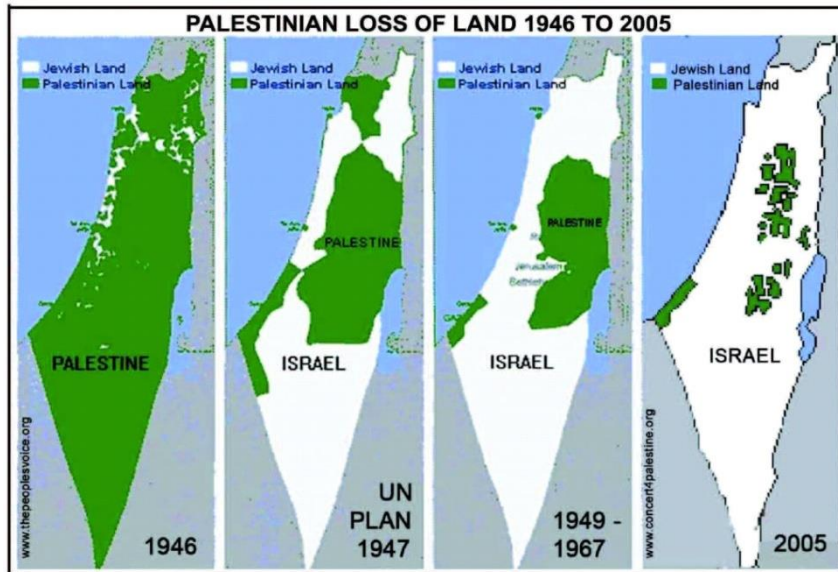 PALESTINIAN LOSS OF LAND 1946 TO 2005
Jewish Land
Palestinian Land
PALESTINE
www.thepeoplesvoice.org
1946
Jewish Land
Palestinian Land
PALESTINE
ISRAEL
UN
PLAN
1947
Jewish Land
Palestinian Land
PALESTINE
Jerusalem
ISRAEL
1949 -
1967
Jewish Land
Palestinian Land
ISRAEL
www.concert4palestine.org
2005